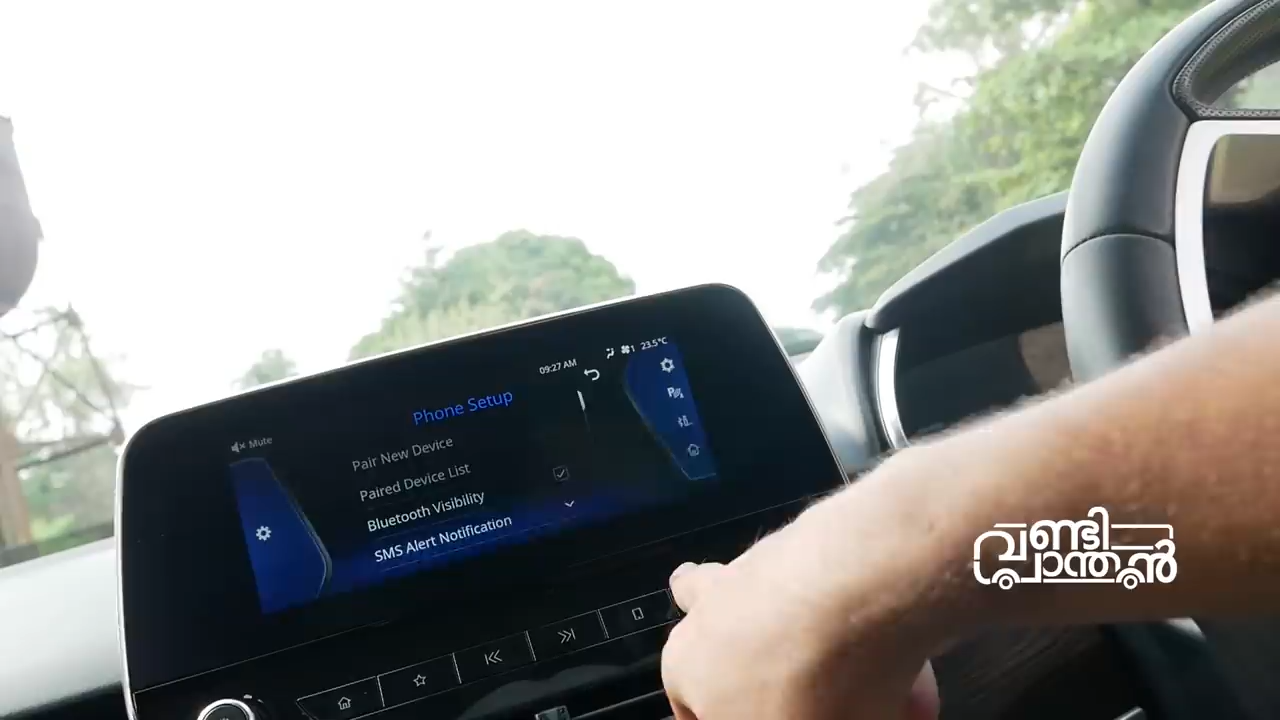 09:27 AM
1 23.5°C
Phone Setup
Mute
Pair New Device
Paired Device List
Bluetooth Visibility
SMS Alert Notification
വണ്ടി
ഭ്രാന്തൻ